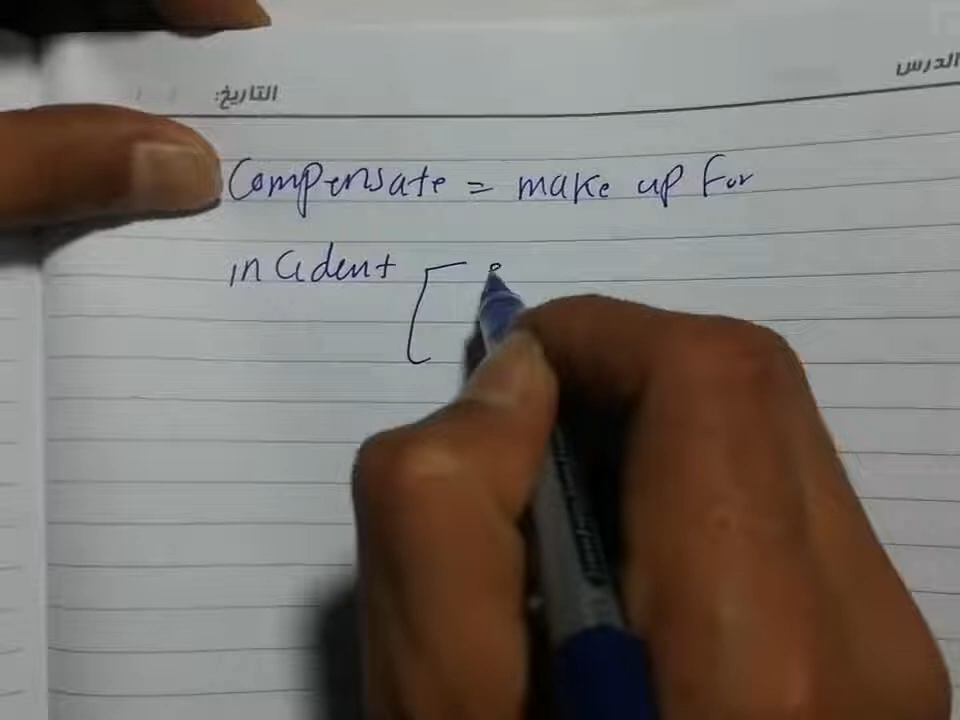 الدرس
التاريخ:
Compensate = make up for
incident